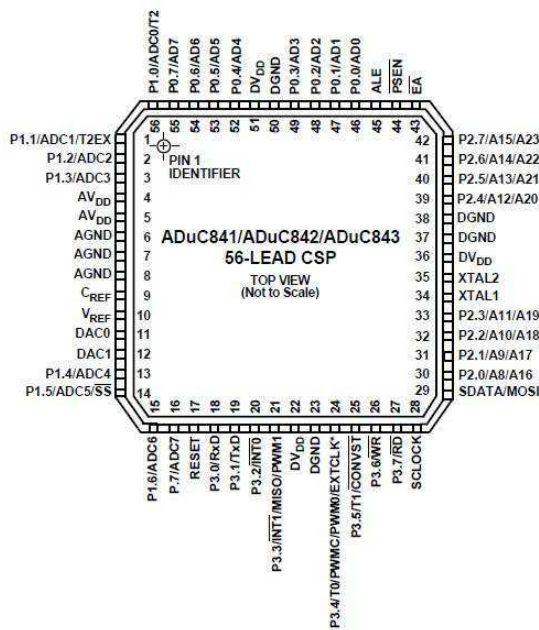 P1.0/ADC0/T2
P0.7/AD7
P0.6/AD6
P0.5/AD5
P0.4/AD4
DVDD
DGND
P0.3/AD3
P0.2/AD2
P0.1/AD1
P0.0/AD0
ALE
PSEN
EA
56 55 54 53 52 51 50 49 48 47 46 45 44 43
P1.1/ADC1/T2EX 1
P1.2/ADC2 2
P1.3/ADC3 3
AVDD 4
AVDD 5
AGND 6
AGND 7
AGND 8
CREF 9
VREF 10
DAC0 11
DAC1 12
P1.4/ADC4 13
P1.5/ADC5/SS 14
PIN 1
IDENTIFIER
ADuC841/ADuC842/ADuC843
56-LEAD CSP
TOP VIEW
(Not to Scale)
42 P2.7/A15/A23
41 P2.6/A14/A22
40 P2.5/A13/A21
39 P2.4/A12/A20
38 DGND
37 DGND
36 DVDD
35 XTAL2
34 XTAL1
33 P2.3/A11/A19
32 P2.2/A10/A18
31 P2.1/A9/A17
30 P2.0/A8/A16
29 SDATA/MOSI
15 16 17 18 19 20 21 22 23 24 25 26 27 28
P1.6/ADC6
P.7/ADC7
RESET
P3.0/RxD
P3.1/TxD
P3.2/INT0
P3.3/INT1/MISO/PWM1
DVDD
DGND
P3.4/T0/PWMC/PWM0/EXTCLK*
P3.5/T1/CONVST
P3.6/WR
P3.7/RD
SCLOCK